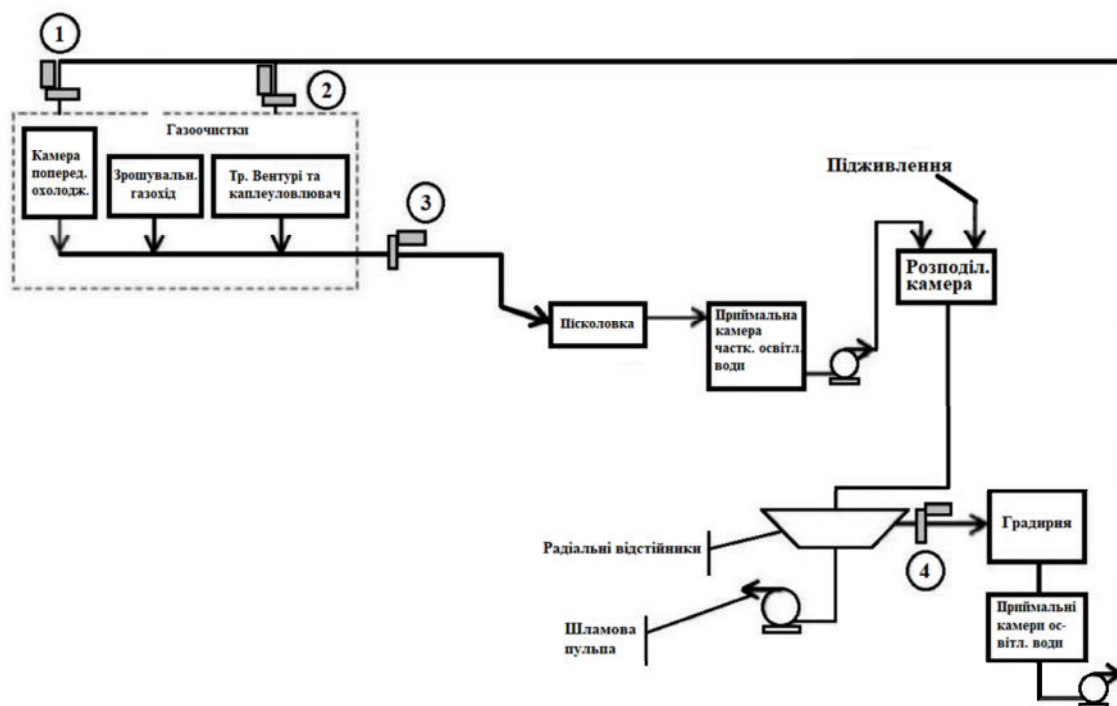 1
2
Газоочистки
Камера
поперед.
охолодж.
Зрошувальн.
газохід
Тр. Вентурі та
каплеуловлювач
3
Підживлення
Розподіл.
камера
Пісколовка
Приймальна
камера
частк. освітл.
води
Радіальні відстійники
4
Градирня
Шламова
пульпа
Приймальні
камери ос-
вітл. води